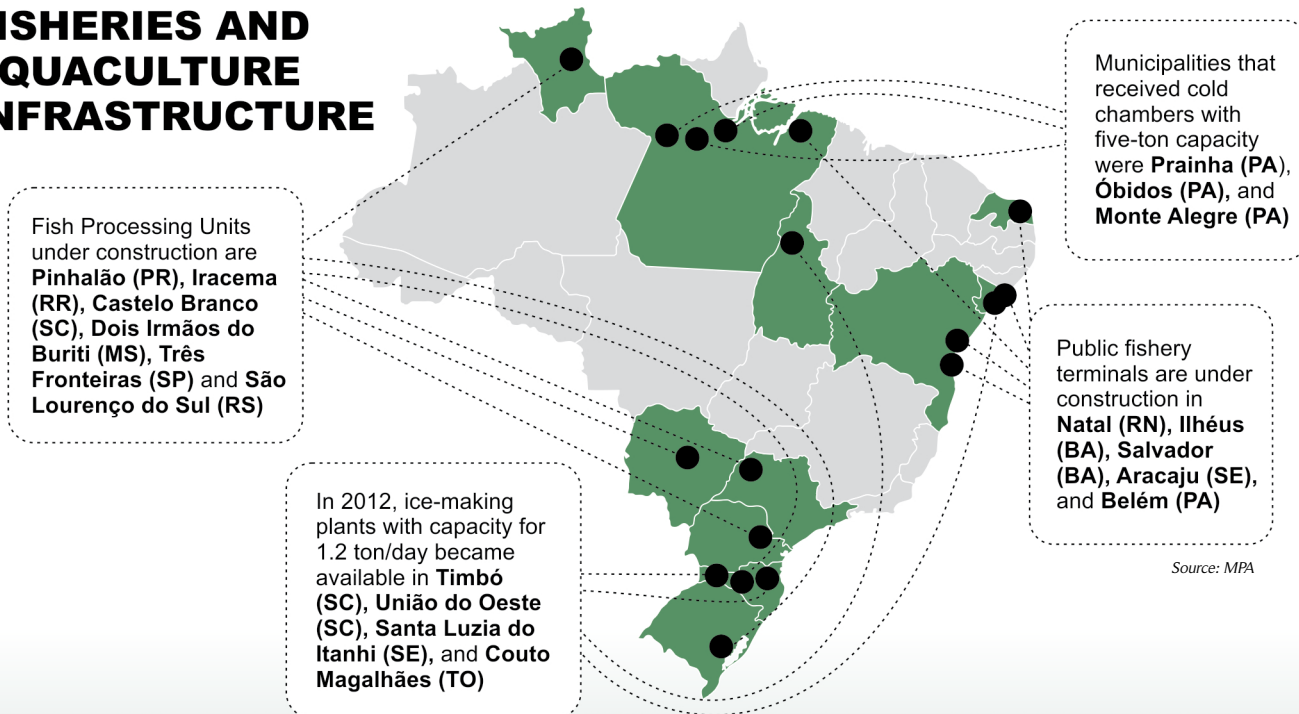 ISHERIES AND
QUACULTURE
NFRASTRUCTURE
Fish Processing Units
under construction are
Pinhalão (PR), Iracema
(RR), Castelo Branco
(SC), Dois Irmãos do
Buriti (MS), Três
Fronteiras (SP) and São
Lourenço do Sul (RS)
In 2012, ice-making
plants with capacity for
1.2 ton/day became
available in Timbó
(SC), União do Oeste
(SC), Santa Luzia do
Itanhi (SE), and Couto
Magalhães (TO)
Municipalities that
received cold
chambers with
five-ton capacity
were Prainha (PA),
Óbidos (PA), and
Monte Alegre (PA)
Public fishery
terminals are under
construction in
Natal (RN), Ilhéus
(BA), Salvador
(BA), Aracaju (SE),
and Belém (PA)
Source: MPA